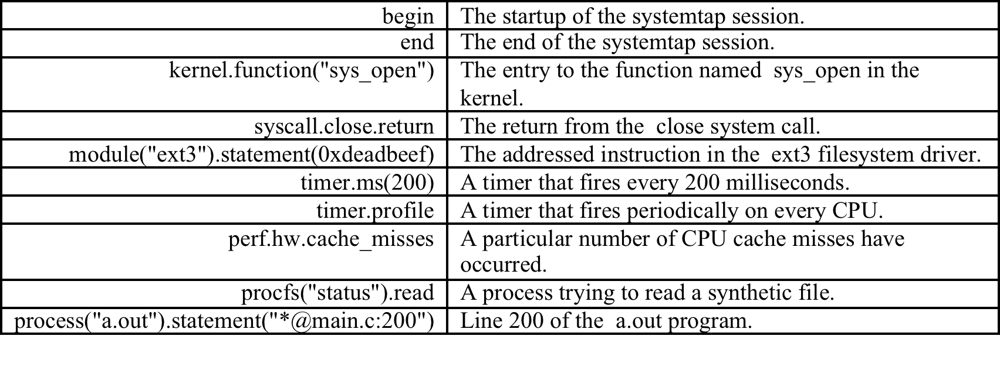 begin The startup of the systemtap session.
end The end of the systemtap session.
kernel.function("sys_open") The entry to the function named sys_open in the
kernel.
syscall.close.return The return from the close system call.
module("ext3").statement(0xdeadbeef) The addressed instruction in the ext3 filesystem driver.
timer.ms(200) A timer that fires every 200 milliseconds.
timer.profile A timer that fires periodically on every CPU.
perf.hw.cache_misses A particular number of CPU cache misses have
occurred.
procfs("status").read A process trying to read a synthetic file.
process("a.out").statement("*@main.c:200") Line 200 of the a.out program.